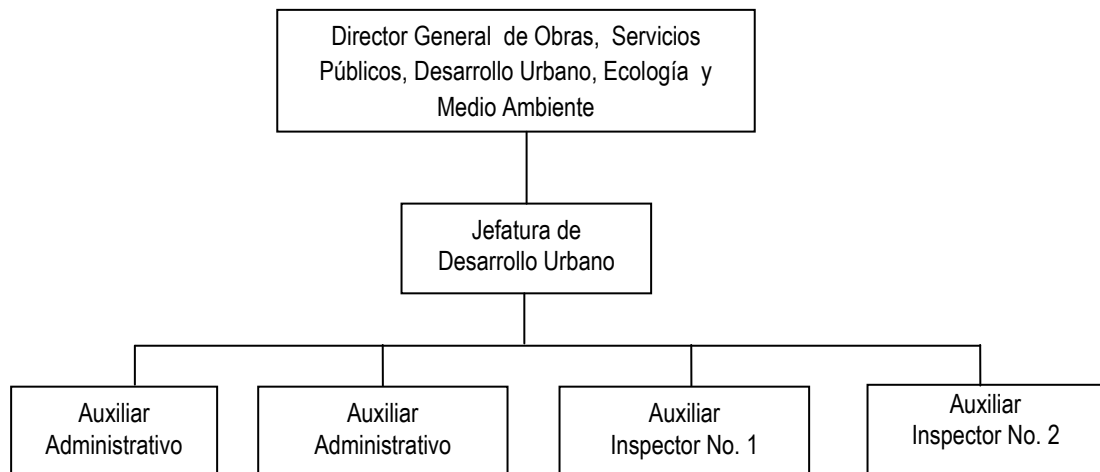 Director General de Obras, Servicios
Públicos, Desarrollo Urbano, Ecología y
Medio Ambiente
Jefatura de
Desarrollo Urbano
Auxiliar
Administrativo
Auxiliar
Administrativo
Auxiliar
Inspector No. 1
Auxiliar
Inspector No. 2